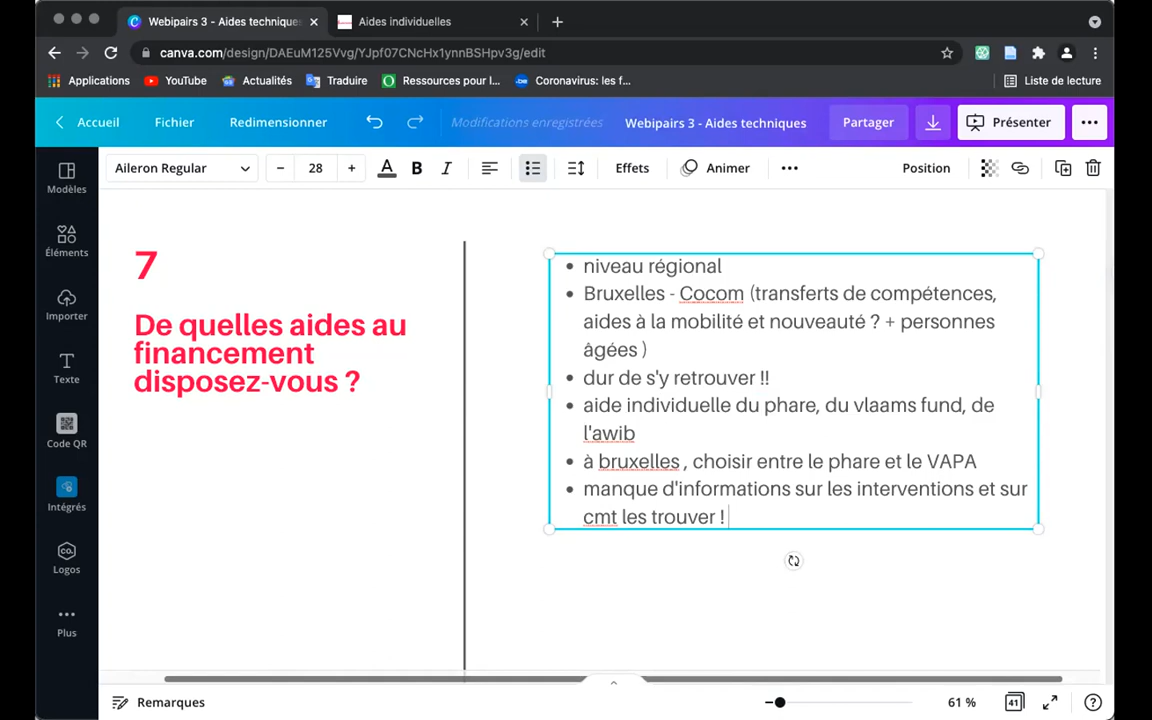 Webipairs 3 - Aides technique
Aides individuelles
canva.com/design/DAEuM125Vvg/YJpf07CNcHx1ynnBSHpv3g/edit
Applications
YouTube
Actualités
Traduire
Ressources pour l...
Coronavirus: les f...
Liste de lecture
Accueil
Fichier
Redimensionner
Modifications enregistrées
Webipairs 3 - Aides techniques
Partager
Présenter
Aileron Regular
– 28 +
A
B
I
Effets
Animer
Position
Modèles
Éléments
Importer
Texte
Code QR
Intégrés
CO.
Logos
Plus
7
De quelles aides au
financement
disposez-vous ?
• niveau régional
• Bruxelles - Cocom (transferts de compétences,
aides à la mobilité et nouveauté ? + personnes
âgées )
• dur de s'y retrouver !!
• aide individuelle du phare, du vlaams fund, de
l'awib
• à bruxelles , choisir entre le phare et le VAPA
• manque d'informations sur les interventions et sur
cmt les trouver !
Remarques
61 %
41